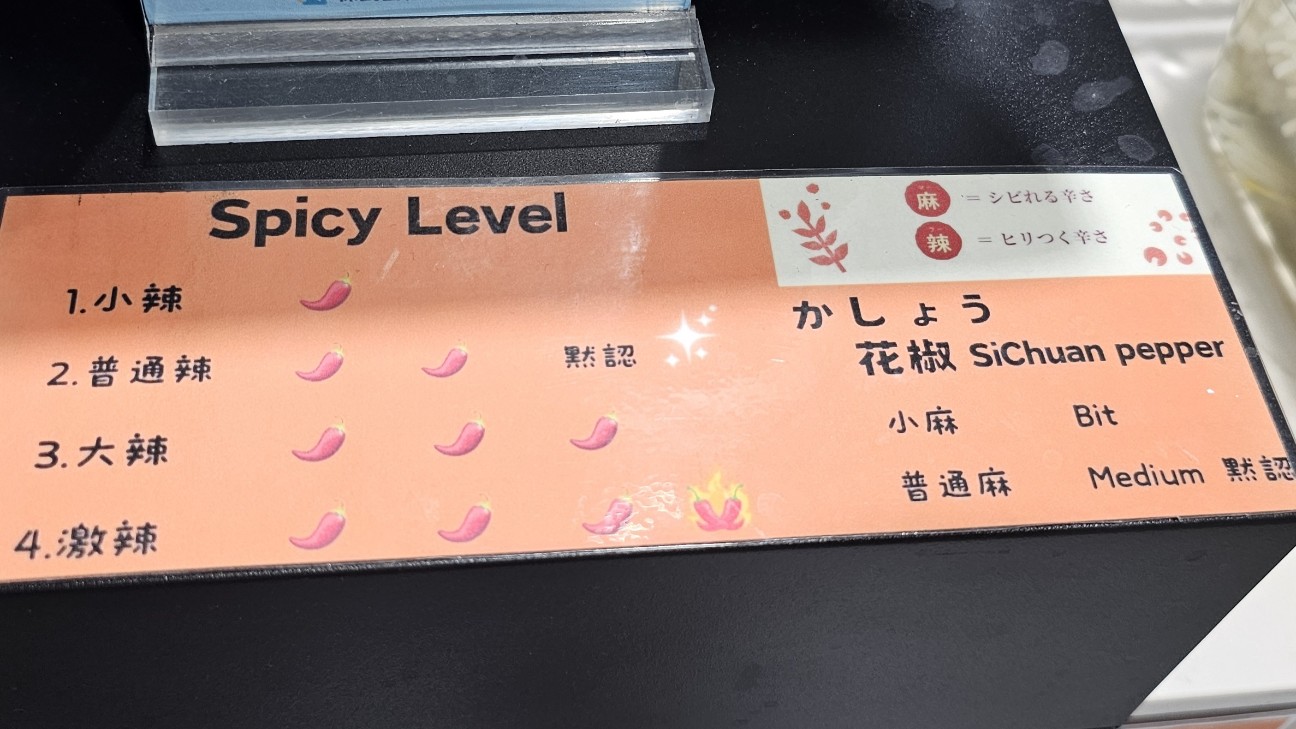 Spicy Level
1.小辣
2.普通辣 黙認
3.大辣
4.激辣
麻 = シビれる辛さ
辣 = ヒリつく辛さ
かしょう
花椒 SiChuan pepper
小麻 Bit
普通麻 Medium 黙認